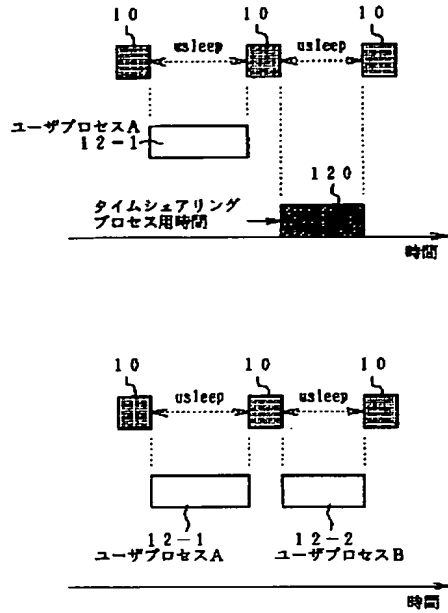 10 10 10
usleep usleep
ユーザプロセスA
12-1
120
タイムシェアリング
プロセス用時間
時間
10 10 10
usleep usleep
12-1 12-2
ユーザプロセスA ユーザプロセスB
時間